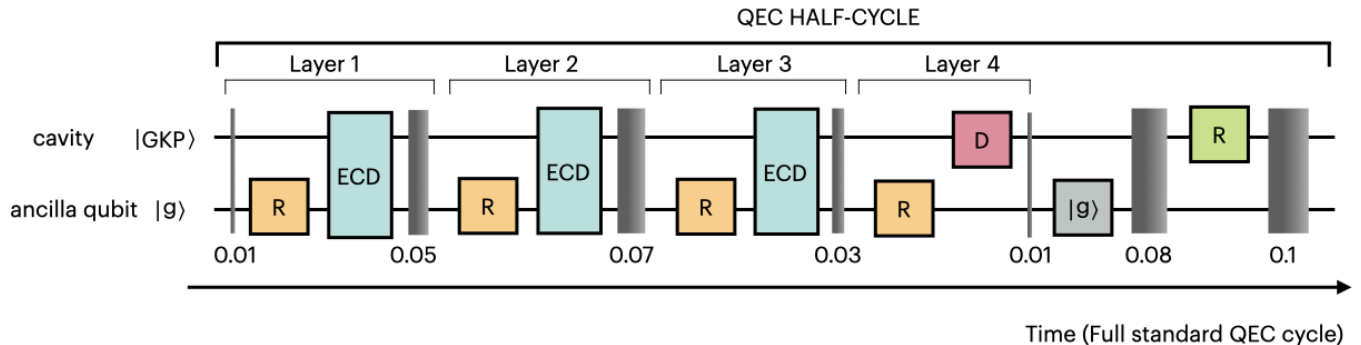 QEC HALF-CYCLE
Layer 1 Layer 2 Layer 3 Layer 4
cavity |GKP⟩ ECD ECD ECD D R
ancilla qubit |g⟩ R R R R |g⟩
0.01 0.05 0.07 0.03 0.01 0.08 0.1
Time (Full standard QEC cycle)